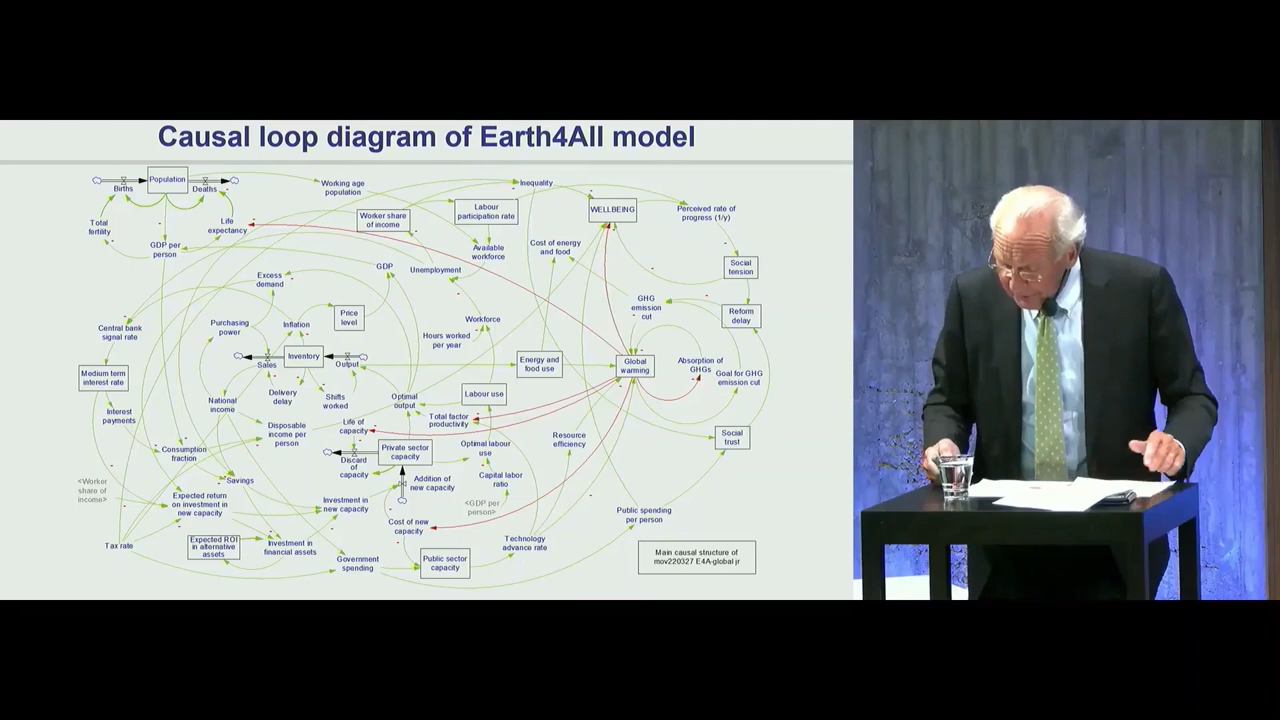 Causal loop diagram of Earth4All model
Population
Births
Deaths
Working age
population
Inequality
Total
fertility
Life
expectancy
GDP per
person
Worker share
of income
Labour
participation rate
WELLBEING
Perceived rate of
progress (1/y)
Available
workforce
Cost of energy
and food
Social
tension
Excess
demand
GDP
Unemployment
GHG
emission
cut
Reform
delay
Central bank
signal rate
Purchasing
power
Inflation
Price
level
Workforce
Hours worked
per year
Sales
Inventory
Output
Energy and
food use
Global
warming
Absorption of
GHGs
Goal for GHG
emission cut
Medium term
interest rate
Interest
payments
National
income
Delivery
delay
Shifts
worked
Optimal
output
Labour use
Total factor
productivity
Disposable
income per
person
Life of
capacity
Resource
efficiency
Social
trust
Consumption
fraction
Discard
of
capacity
Private sector
capacity
Optimal labour
use
Savings
Addition of
new capacity
Capital labor
ratio
<Worker
share of
income>
Expected return
on investment in
new capacity
Investment in
new capacity
<GDP per
person>
Public spending
per person
Cost of new
capacity
Tax rate
Expected ROI
in alternative
assets
Investment in
financial assets
Technology
advance rate
Government
spending
Public sector
capacity
Main causal structure of
mov220327 E4A-global jr